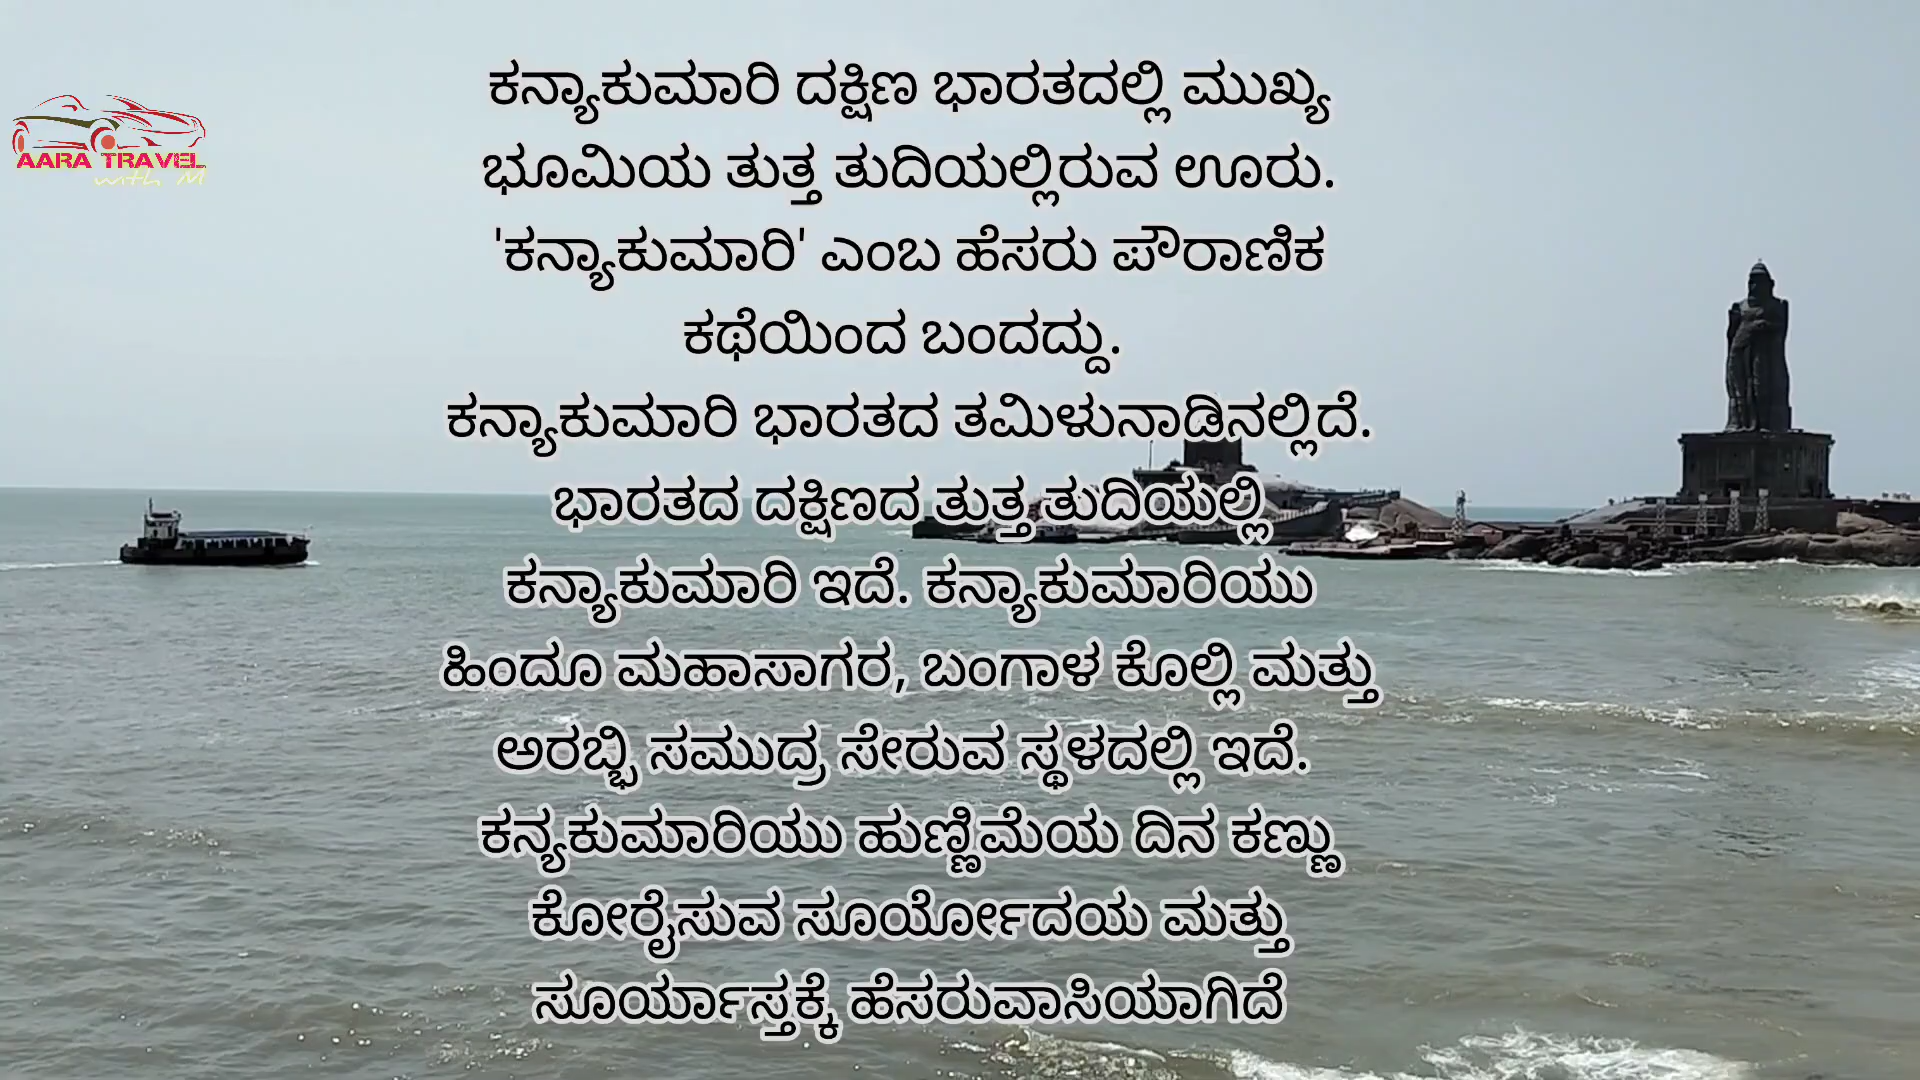 AARA TRAVEL
with M
ಕನ್ಯಾಕುಮಾರಿ ದಕ್ಷಿಣ ಭಾರತದಲ್ಲಿ ಮುಖ್ಯ
ಭೂಮಿಯ ತುತ್ತ ತುದಿಯಲ್ಲಿರುವ ಊರು.
'ಕನ್ಯಾಕುಮಾರಿ' ಎಂಬ ಹೆಸರು ಪೌರಾಣಿಕ
ಕಥೆಯಿಂದ ಬಂದದ್ದು.
ಕನ್ಯಾಕುಮಾರಿ ಭಾರತದ ತಮಿಳುನಾಡಿನಲ್ಲಿದೆ.
ಭಾರತದ ದಕ್ಷಿಣದ ತುತ್ತ ತುದಿಯಲ್ಲಿ
ಕನ್ಯಾಕುಮಾರಿ ಇದೆ. ಕನ್ಯಾಕುಮಾರಿಯು
ಹಿಂದೂ ಮಹಾಸಾಗರ, ಬಂಗಾಳ ಕೊಲ್ಲಿ ಮತ್ತು
ಅರಬ್ಭಿ ಸಮುದ್ರ ಸೇರುವ ಸ್ಥಳದಲ್ಲಿ ಇದೆ.
ಕನ್ಯಕುಮಾರಿಯು ಹುಣ್ಣಿಮೆಯ ದಿನ ಕಣ್ಣು
ಕೋರೈಸುವ ಸೂರ್ಯೋದಯ ಮತ್ತು
ಸೂರ್ಯಾಸ್ತಕ್ಕೆ ಹೆಸರುವಾಸಿಯಾಗಿದೆ